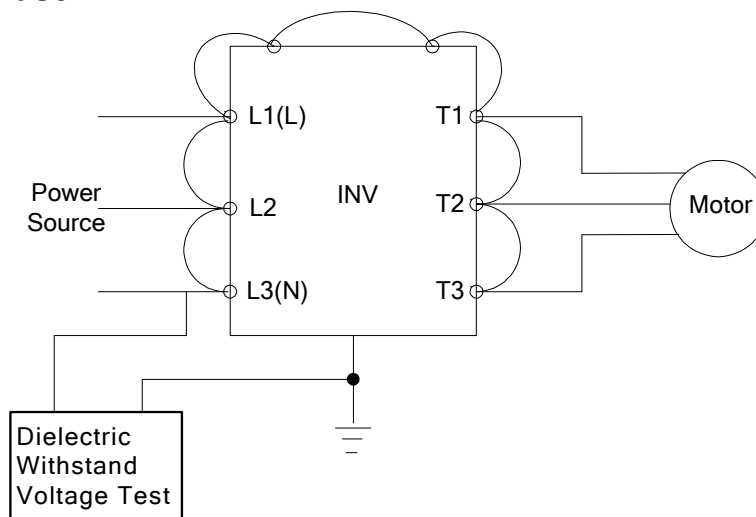 L1(L)
T1
Power
Source
L2
INV
T2
Motor
L3(N)
T3
Dielectric
Withstand
Voltage Test